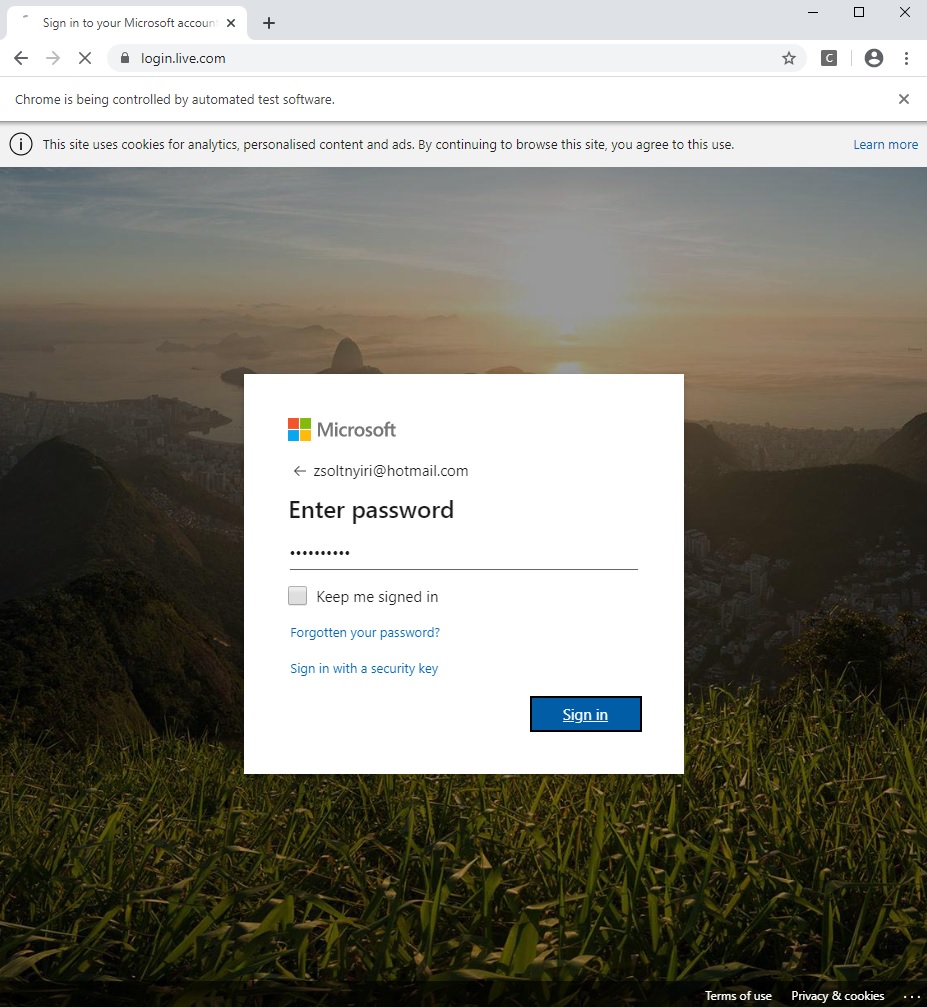 Sign in to your Microsoft accoun
login.live.com
C
Chrome is being controlled by automated test software.
This site uses cookies for analytics, personalised content and ads. By continuing to browse this site, you agree to this use. Learn more
Microsoft
zsoltnyiri@hotmail.com
Enter password
Keep me signed in
Forgotten your password?
Sign in with a security key
Sign in
Terms of use Privacy & cookies ...